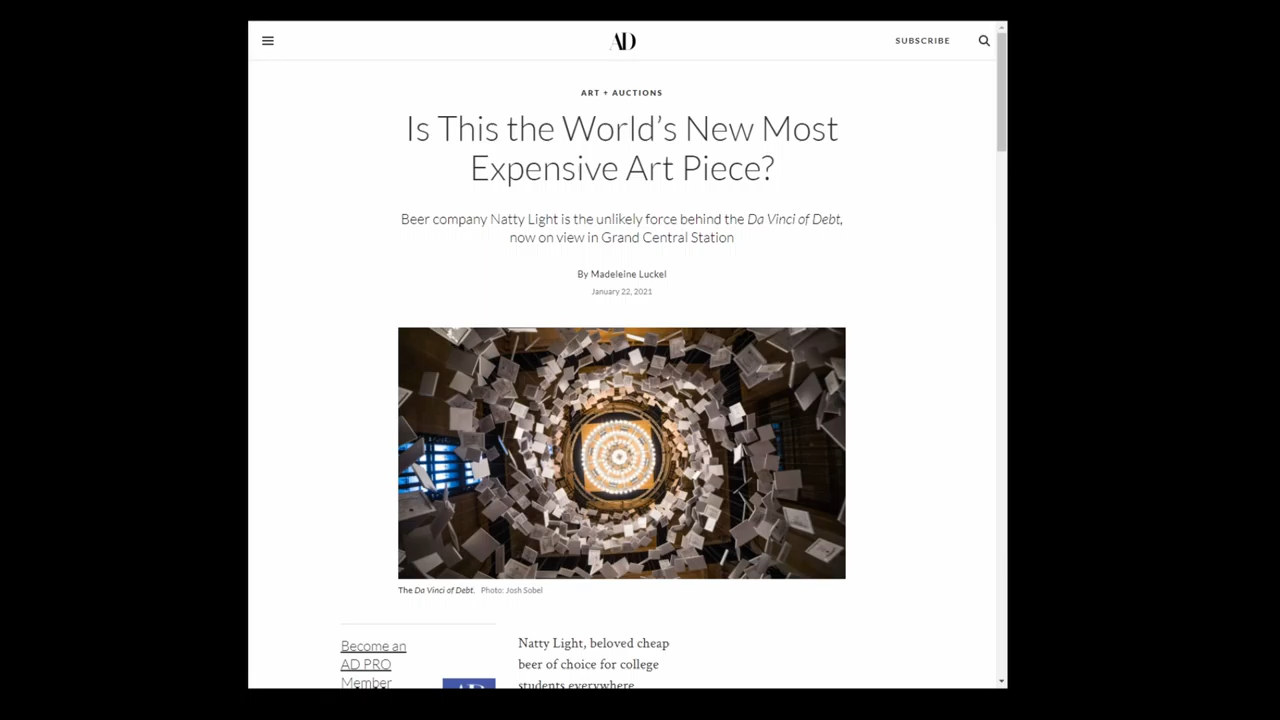 AD
SUBSCRIBE
ART + AUCTIONS
Is This the World's New Most
Expensive Art Piece?
Beer company Natty Light is the unlikely force behind the Da Vinci of Debt,
now on view in Grand Central Station
By Madeleine Luckel
January 22, 2021
The Da Vinci of Debt. Photo: Josh Sobel
Become an
AD PRO
Member
AD
Natty Light, beloved cheap
beer of choice for college
students everywhere,